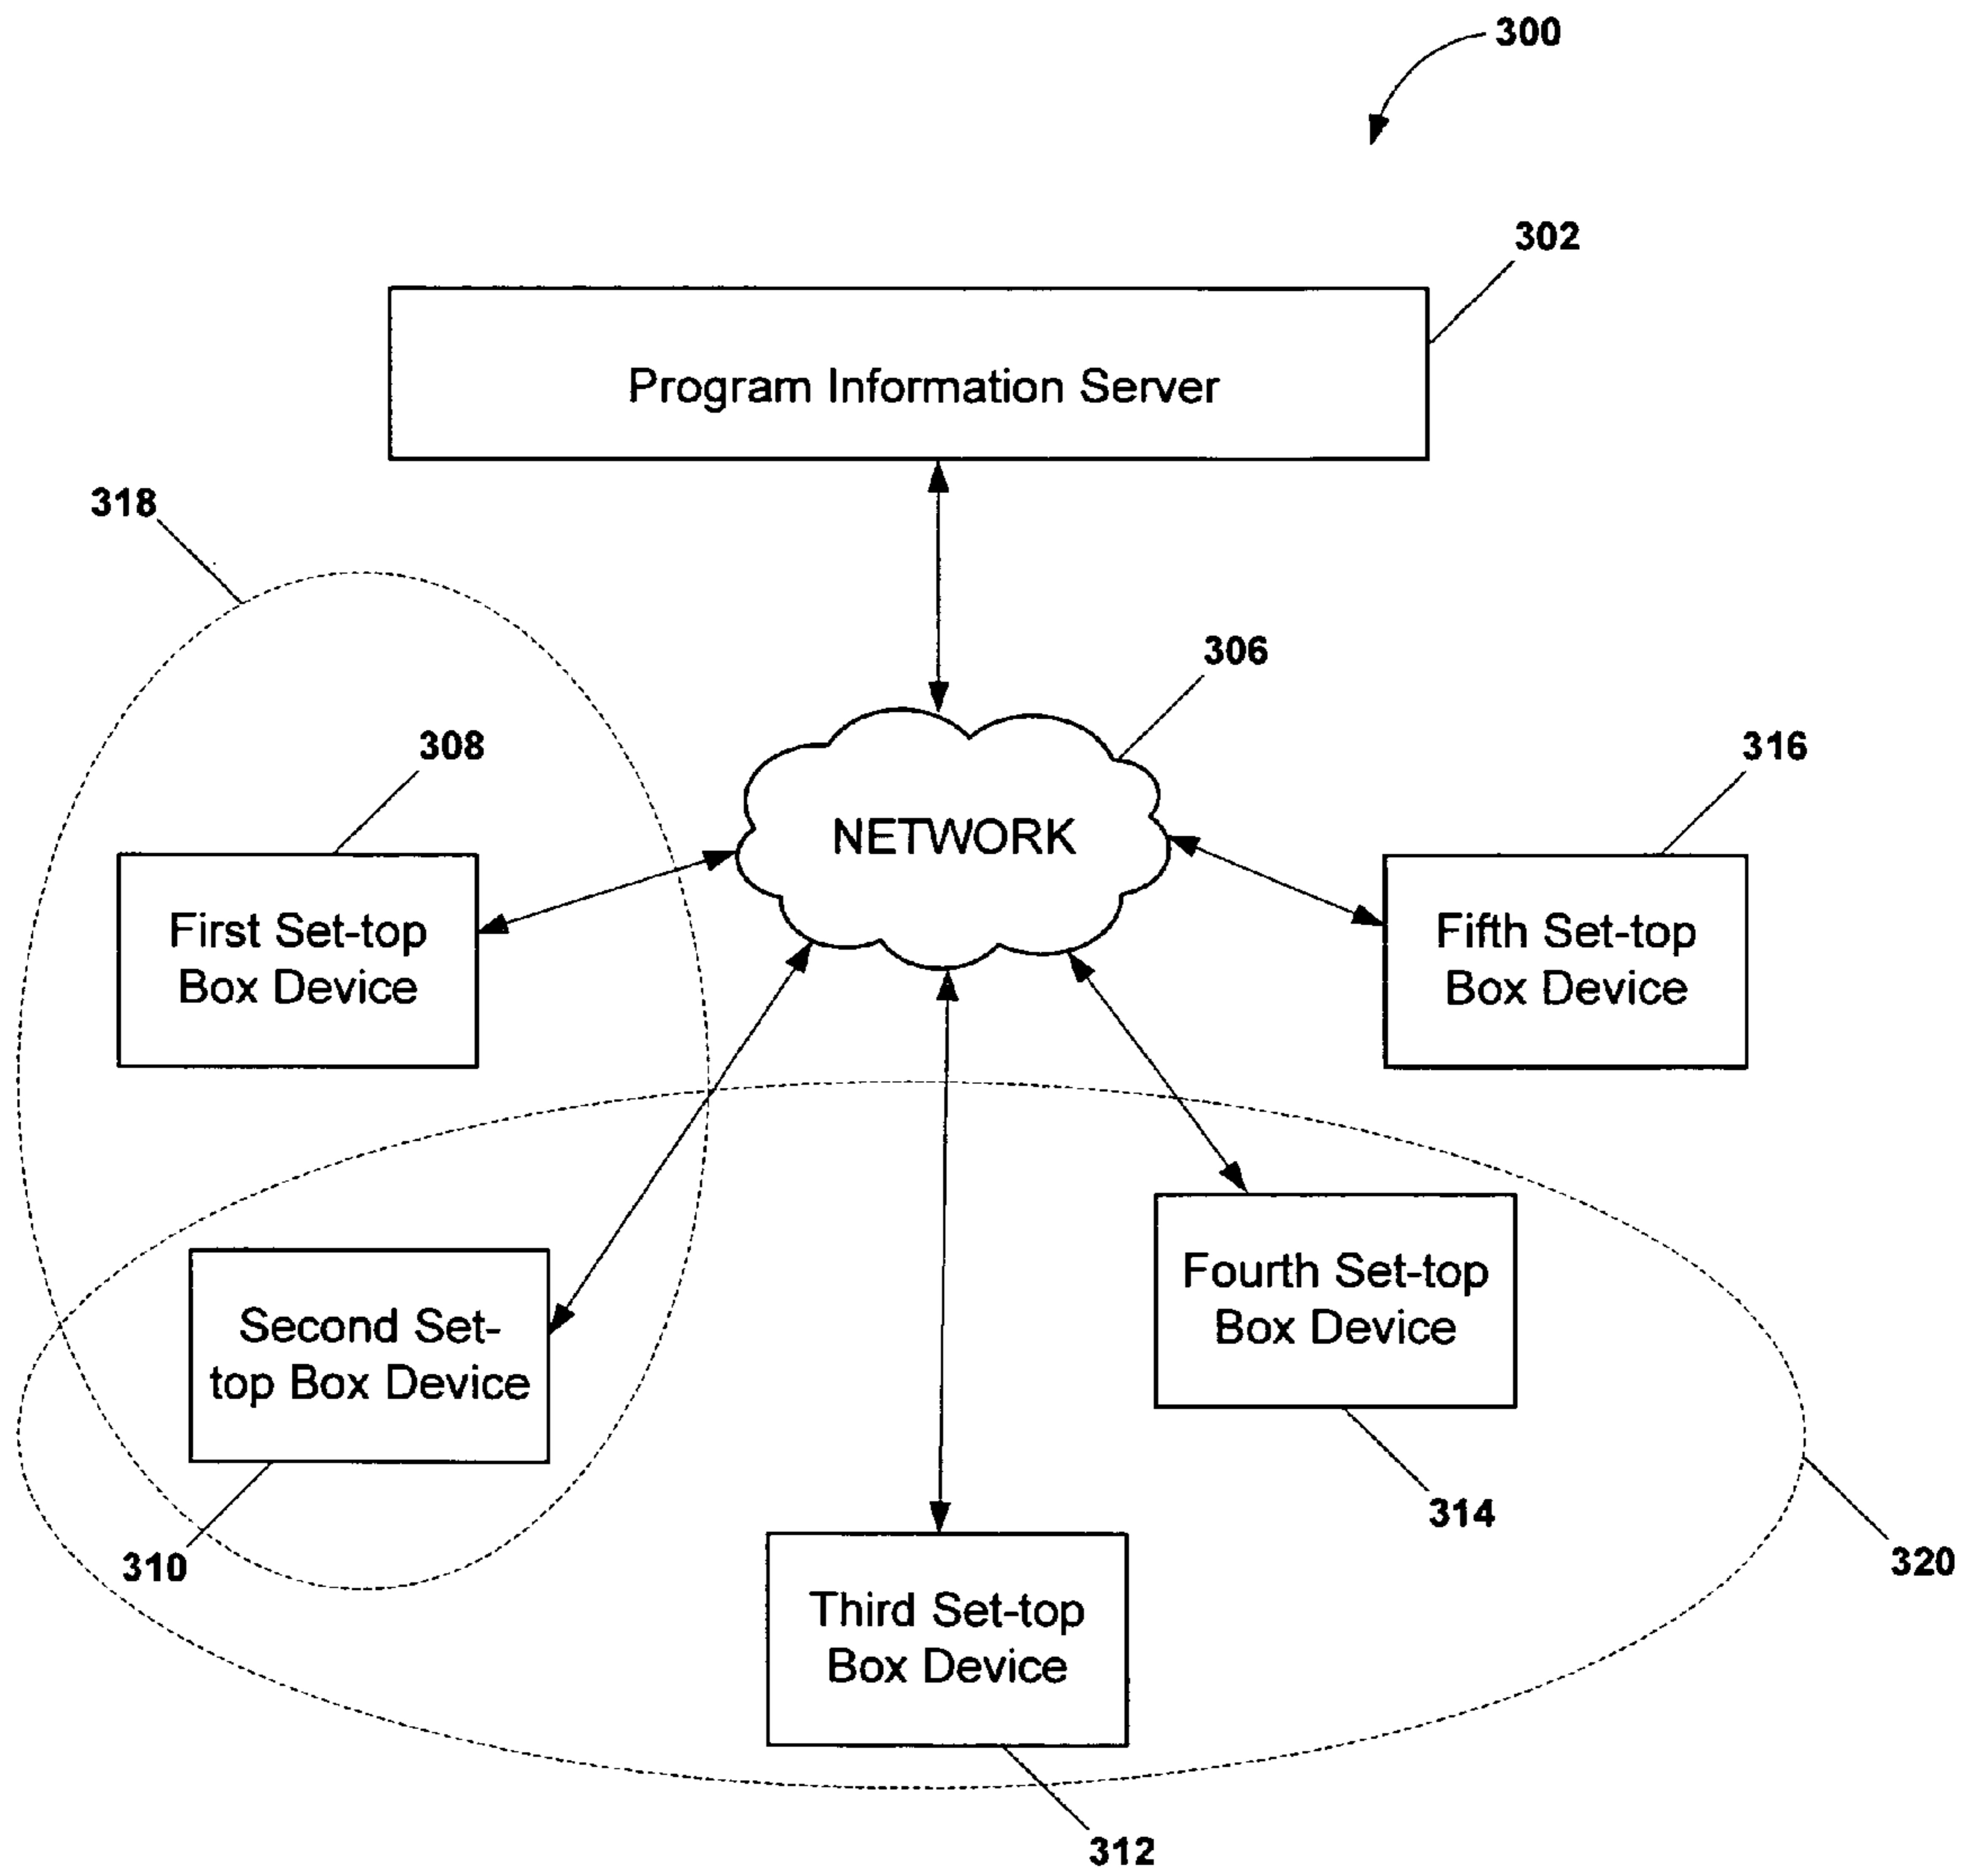 300
302
Program Information Server
318
306
308
316
NETWORK
First Set-top
Box Device
Fifth Set-top
Box Device
Fourth Set-top
Box Device
Second Set-
top Box Device
314
320
310
Third Set-top
Box Device
312